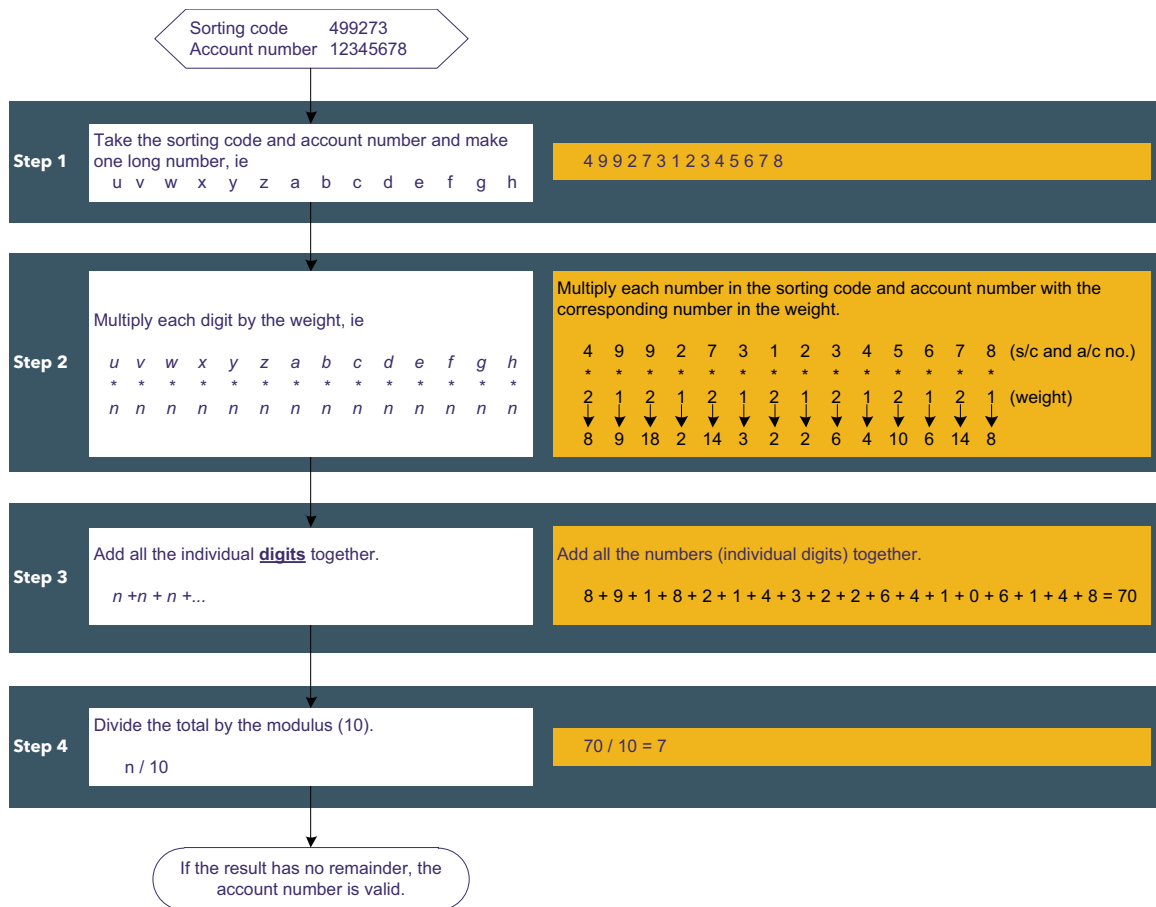 Sorting code 499273
Account number 12345678
Step 1
Take the sorting code and account number and make
one long number, ie
u v w x y z a b c d e f g h
4 9 9 2 7 3 1 2 3 4 5 6 7 8
Step 2
Multiply each digit by the weight, ie
u v w x y z a b c d e f g h
* * * * * * * * * * * * * *
n n n n n n n n n n n n n n
Multiply each number in the sorting code and account number with the
corresponding number in the weight.
4 9 9 2 7 3 1 2 3 4 5 6 7 8 (s/c and a/c no.)
* * * * * * * * * * * * * *
2 1 2 1 2 1 2 1 2 1 2 1 2 1 (weight)
8 9 18 2 14 3 2 2 6 4 10 6 14 8
Step 3
Add all the individual digits together.
n +n + n +...
Add all the numbers (individual digits) together.
8 + 9 + 1 + 8 + 2 + 1 + 4 + 3 + 2 + 2 + 6 + 4 + 1 + 0 + 6 + 1 + 4 + 8 = 70
Step 4
Divide the total by the modulus (10).
n / 10
70 / 10 = 7
If the result has no remainder, the
account number is valid.